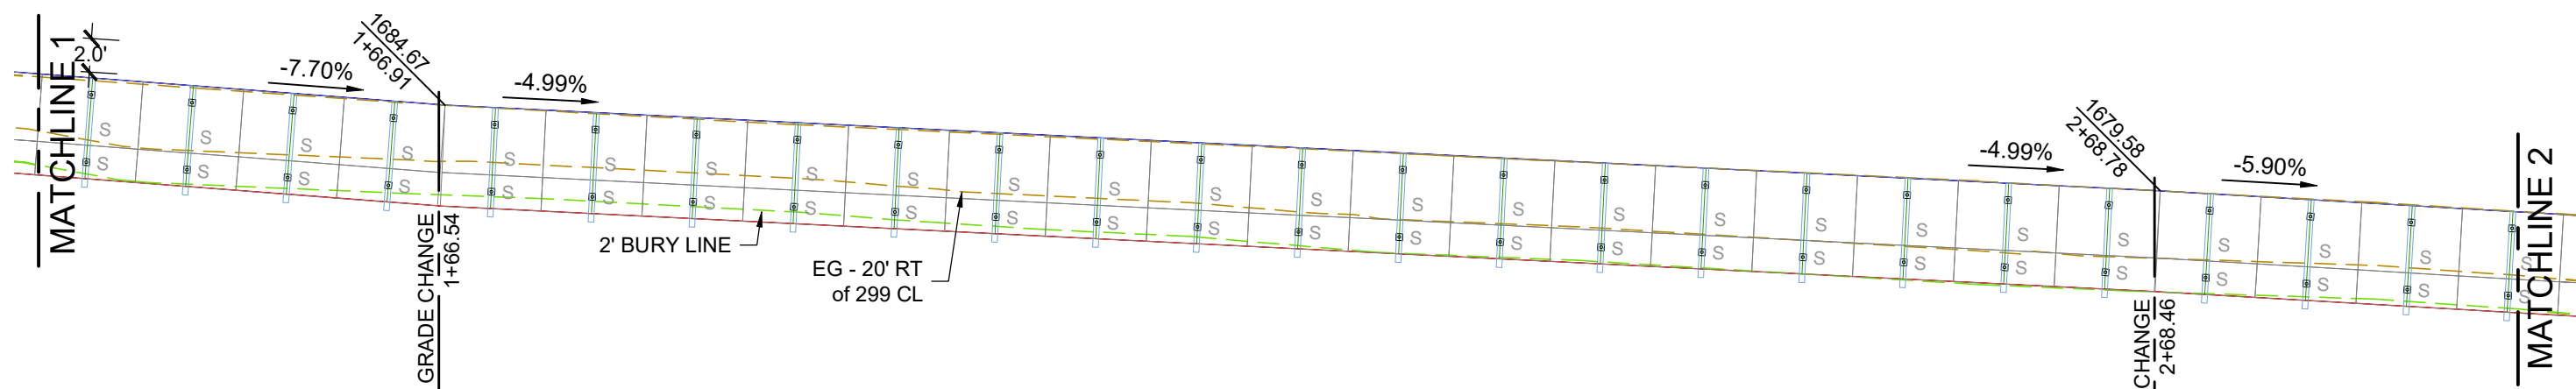 MATCHLINE 1
2.0'
-7.70%
1684.67
1+66.91
-4.99%
GRADE CHANGE
1+66.54
2' BURY LINE
EG - 20' RT
of 299 CL
-4.99%
1679.58
2+68.78
-5.90%
CHANGE
2+68.46
MATCHLINE 2
S S S S S S S S S S S S S S S S S S S S S S S S
S S S S S S S S S S S S S S S S S S S S S S S S S